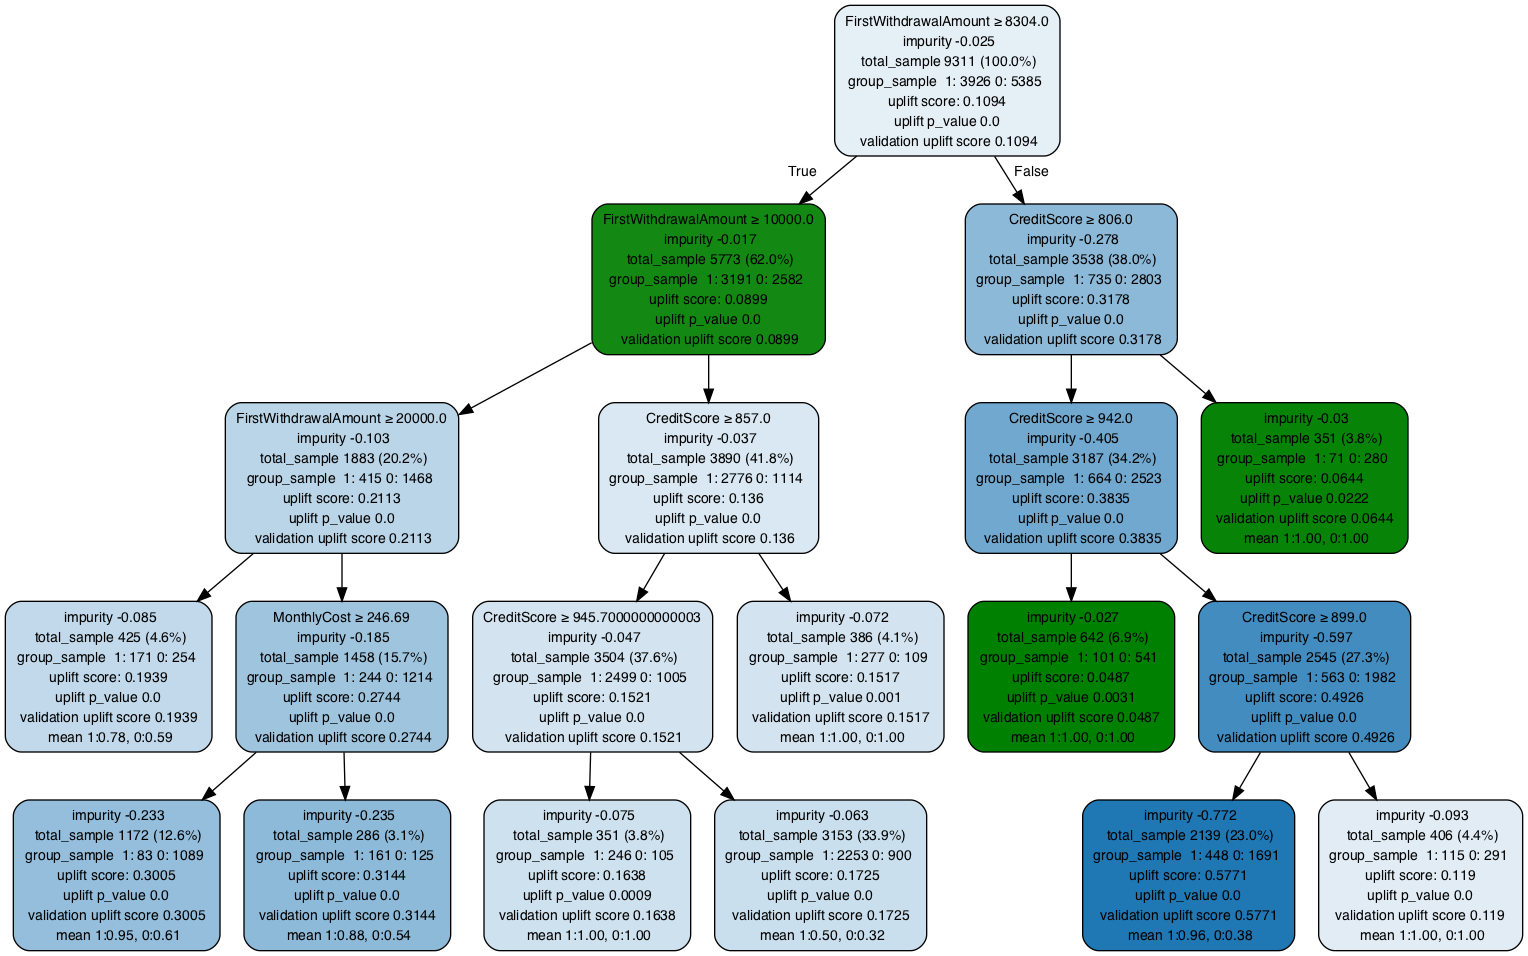 FirstWithdrawalAmount ≥ 8304.0
impurity -0.025
total_sample 9311 (100.0%)
group_sample  1: 3926 0: 5385
uplift score: 0.1094
uplift p_value 0.0
validation uplift score 0.1094
True
False
FirstWithdrawalAmount ≥ 10000.0
impurity -0.017
total_sample 5773 (62.0%)
group_sample  1: 3191 0: 2582
uplift score: 0.0899
uplift p_value 0.0
validation uplift score 0.0899
CreditScore ≥ 806.0
impurity -0.278
total_sample 3538 (38.0%)
group_sample  1: 735 0: 2803
uplift score: 0.3178
uplift p_value 0.0
validation uplift score 0.3178
FirstWithdrawalAmount ≥ 20000.0
impurity -0.103
total_sample 1883 (20.2%)
group_sample  1: 415 0: 1468
uplift score: 0.2113
uplift p_value 0.0
validation uplift score 0.2113
CreditScore ≥ 857.0
impurity -0.037
total_sample 3890 (41.8%)
group_sample  1: 2776 0: 1114
uplift score: 0.136
uplift p_value 0.0
validation uplift score 0.136
CreditScore ≥ 942.0
impurity -0.405
total_sample 3187 (34.2%)
group_sample  1: 664 0: 2523
uplift score: 0.3835
uplift p_value 0.0
validation uplift score 0.3835
impurity -0.03
total_sample 351 (3.8%)
group_sample  1: 71 0: 280
uplift score: 0.0644
uplift p_value 0.0222
validation uplift score 0.0644
mean 1:1.00, 0:1.00
impurity -0.085
total_sample 425 (4.6%)
group_sample  1: 171 0: 254
uplift score: 0.1939
uplift p_value 0.0
validation uplift score 0.1939
mean 1:0.78, 0:0.59
MonthlyCost ≥ 246.69
impurity -0.185
total_sample 1458 (15.7%)
group_sample  1: 244 0: 1214
uplift score: 0.2744
uplift p_value 0.0
validation uplift score 0.2744
CreditScore ≥ 945.7000000000003
impurity -0.047
total_sample 3504 (37.6%)
group_sample  1: 2499 0: 1005
uplift score: 0.1521
uplift p_value 0.0
validation uplift score 0.1521
impurity -0.072
total_sample 386 (4.1%)
group_sample  1: 277 0: 109
uplift score: 0.1517
uplift p_value 0.001
validation uplift score 0.1517
mean 1:1.00, 0:1.00
impurity -0.027
total_sample 642 (6.9%)
group_sample  1: 101 0: 541
uplift score: 0.0487
uplift p_value 0.0031
validation uplift score 0.0487
mean 1:1.00, 0:1.00
CreditScore ≥ 899.0
impurity -0.597
total_sample 2545 (27.3%)
group_sample  1: 563 0: 1982
uplift score: 0.4926
uplift p_value 0.0
validation uplift score 0.4926
impurity -0.233
total_sample 1172 (12.6%)
group_sample  1: 83 0: 1089
uplift score: 0.3005
uplift p_value 0.0
validation uplift score 0.3005
mean 1:0.95, 0:0.61
impurity -0.235
total_sample 286 (3.1%)
group_sample  1: 161 0: 125
uplift score: 0.3144
uplift p_value 0.0
validation uplift score 0.3144
mean 1:0.88, 0:0.54
impurity -0.075
total_sample 351 (3.8%)
group_sample  1: 246 0: 105
uplift score: 0.1638
uplift p_value 0.0009
validation uplift score 0.1638
mean 1:1.00, 0:1.00
impurity -0.063
total_sample 3153 (33.9%)
group_sample  1: 2253 0: 900
uplift score: 0.1725
uplift p_value 0.0
validation uplift score 0.1725
mean 1:0.50, 0:0.32
impurity -0.772
total_sample 2139 (23.0%)
group_sample  1: 448 0: 1691
uplift score: 0.5771
uplift p_value 0.0
validation uplift score 0.5771
mean 1:0.96, 0:0.38
impurity -0.093
total_sample 406 (4.4%)
group_sample  1: 115 0: 291
uplift score: 0.119
uplift p_value 0.0
validation uplift score 0.119
mean 1:1.00, 0:1.00